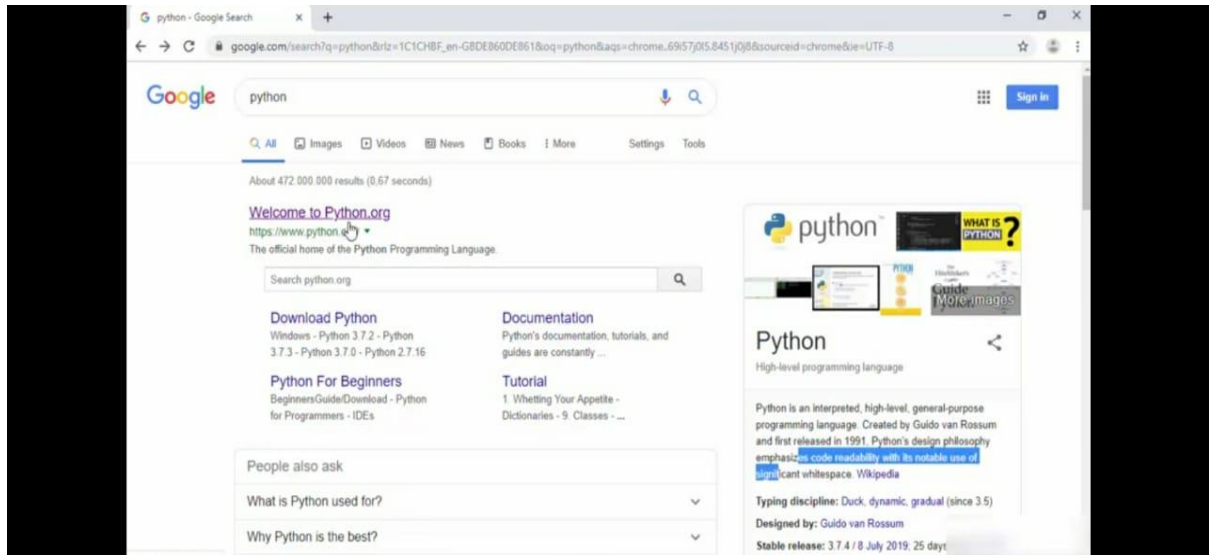 python - Google Search
google.com/search?q=python&rlz=1C1CHBF_en-GBDE860DE861&oq=python&aqs=chrome..69i57j0l5.8451j0j8&sourceid=chrome&ie=UTF-8
Google
python
Sign in
All Images Videos News Books More Settings Tools
About 472 000 000 results (0,67 seconds)
Welcome to Python.org
https://www.python.
The official home of the Python Programming Language.
Search python.org
Download Python
Windows - Python 3.7.2 - Python
3.7.3 - Python 3.7.0 - Python 2.7.16
Documentation
Python's documentation, tutorials, and
guides are constantly ...
Python For Beginners
BeginnersGuide/Download - Python
for Programmers - IDEs
Tutorial
1. Whetting Your Appetite -
Dictionaries - 9. Classes - ...
People also ask
What is Python used for?
Why Python is the best?
python
WHAT IS
PYTHON ?
Guide
More images
Python
High-level programming language
Python is an interpreted, high-level, general-purpose
programming language. Created by Guido van Rossum
and first released in 1991, Python's design philosophy
emphasizes code readability with its notable use of
significant whitespace. Wikipedia
Typing discipline: Duck, dynamic, gradual (since 3.5)
Designed by: Guido van Rossum
Stable release: 3.7.4 / 8 July 2019; 25 days